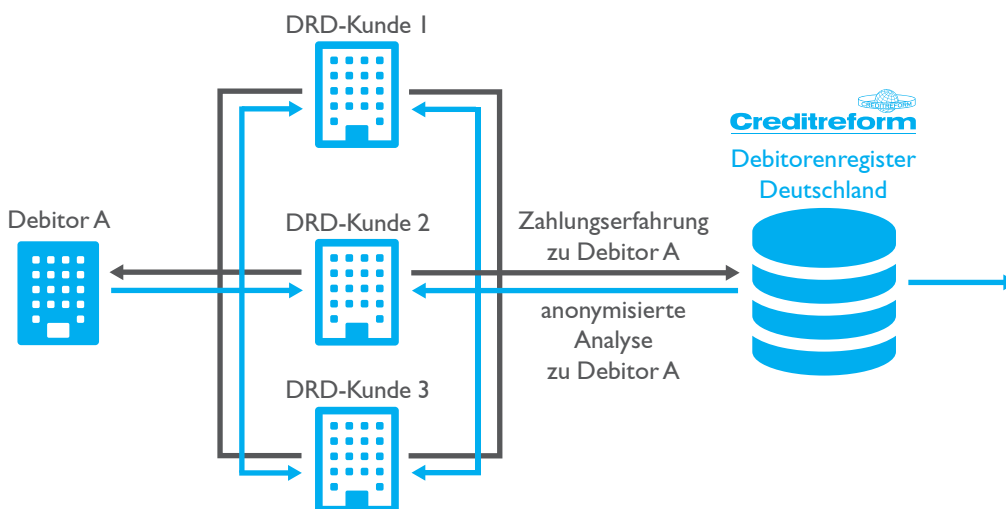 DRD-Kunde 1
CREDITREFORM
Creditreform
Debitorenregister
Deutschland
Debitor A
DRD-Kunde 2
Zahlungserfahrung
zu Debitor A
anonymisierte
Analyse
zu Debitor A
DRD-Kunde 3